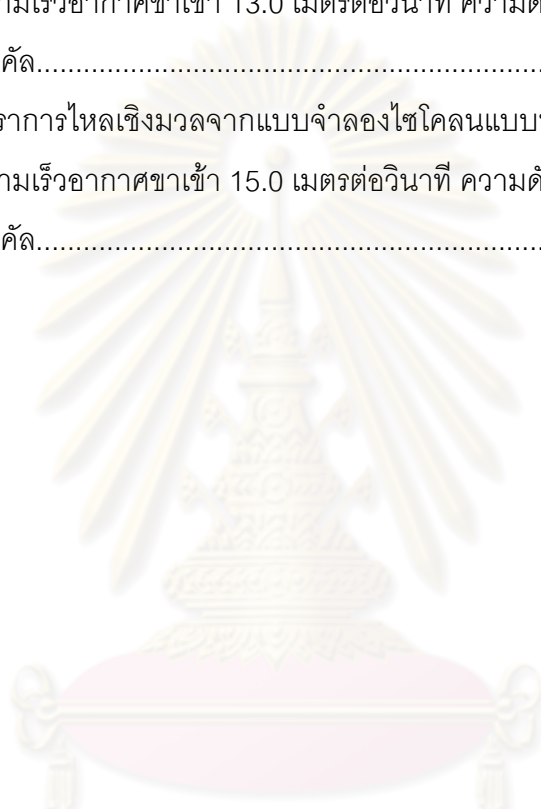 ามเร็วอากาศขาเข้า 13.0 เมตรต่อวินาที ความด
คัล................................................................
ราการไหลเชิงมวลจากแบบจำลองไซโคลนแบบ
ามเร็วอากาศขาเข้า 15.0 เมตรต่อวินาที ความดั
คัล................................................................